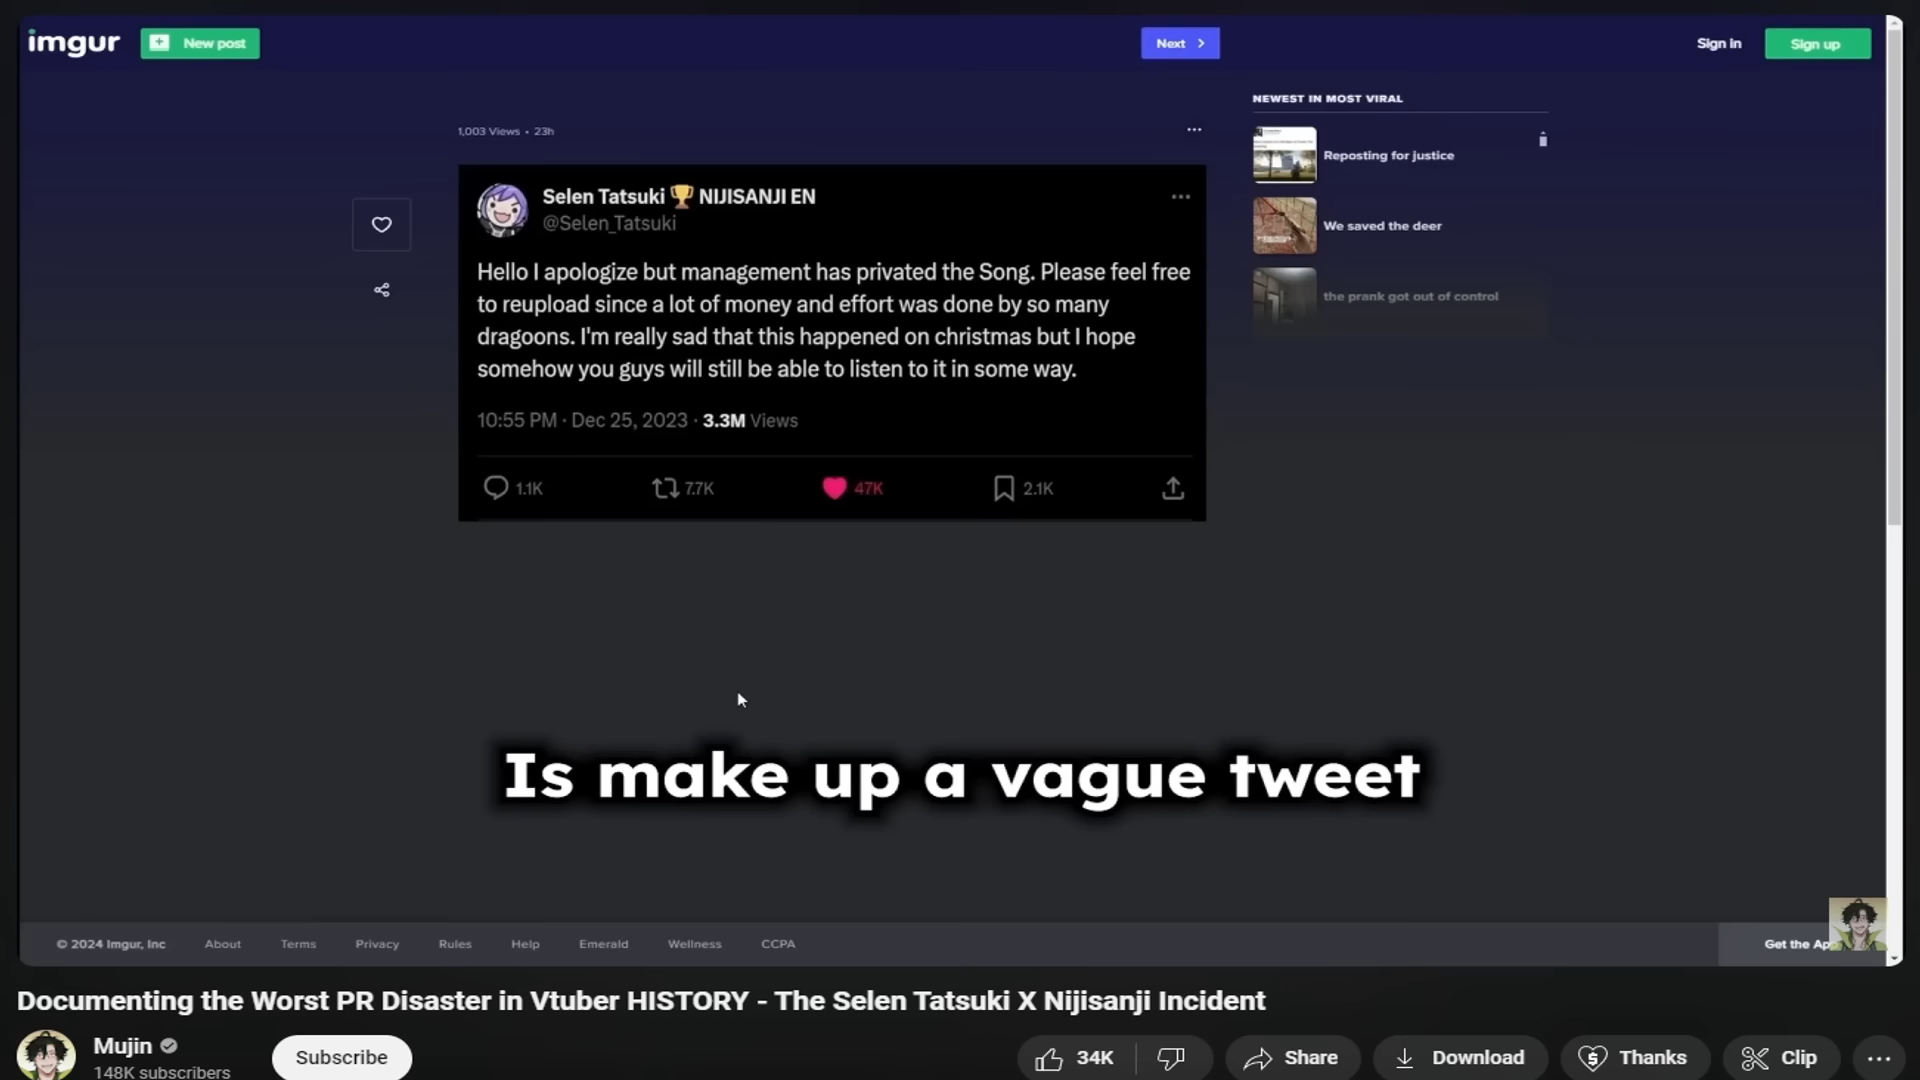 imgur
New post
Next
Sign in
Sign up
NEWEST IN MOST VIRAL
1,003 Views • 23h
Reposting for justice
We saved the deer
the prank got out of control
Selen Tatsuki 🏆 NIJISANJI EN
@Selen_Tatsuki
Hello I apologize but management has privated the Song. Please feel free
to reupload since a lot of money and effort was done by so many
dragoons. I'm really sad that this happened on christmas but I hope
somehow you guys will still be able to listen to it in some way.
10:55 PM · Dec 25, 2023 · 3.3M Views
1.1K 7.7K 47K 2.1K
Is make up a vague tweet
© 2024 Imgur, Inc About Terms Privacy Rules Help Emerald Wellness CCPA
Get the
Documenting the Worst PR Disaster in Vtuber HISTORY - The Selen Tatsuki X Nijisanji Incident
Mujin
148K subscribers
Subscribe
34K
Share
Download
Thanks
Clip